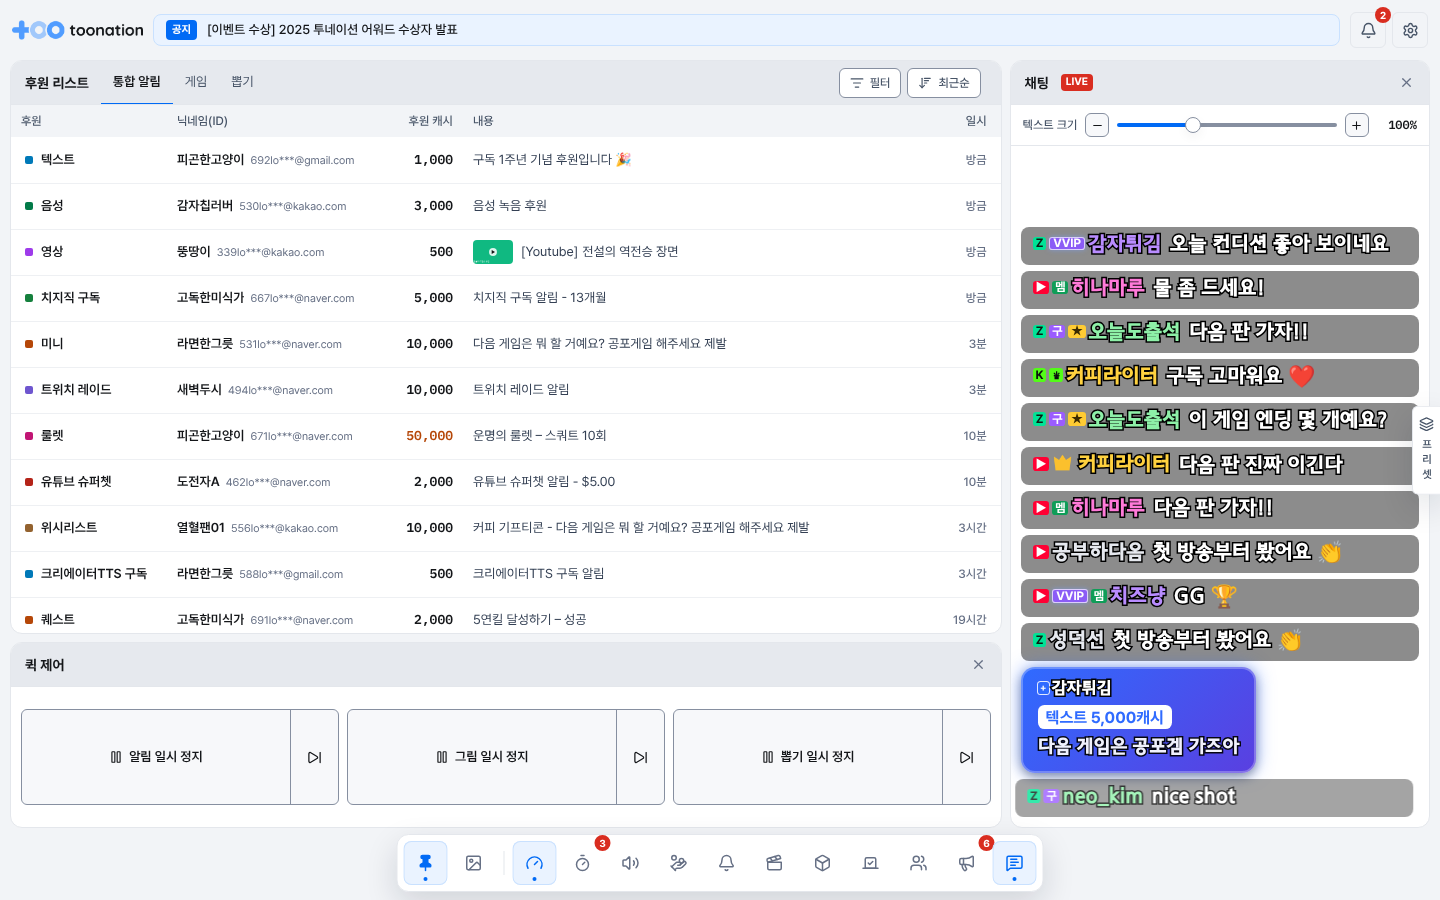 toonation
공지 [이벤트 수상] 2025 투네이션 어워드 수상자 발표
2
후원 리스트 통합 알림 게임 뽑기
필터 최근순
후원 닉네임(ID) 후원 캐시 내용 일시
텍스트 피곤한고양이 692lo***@gmail.com 1,000 구독 1주년 기념 후원입니다 🎉 방금
음성 감자칩러버 530lo***@kakao.com 3,000 음성 녹음 후원 방금
영상 뚱땅이 339lo***@kakao.com 500 [Youtube] 전설의 역전승 장면 방금
치지직 구독 고독한미식가 667lo***@naver.com 5,000 치지직 구독 알림 - 13개월 방금
미니 라면한그릇 531lo***@naver.com 10,000 다음 게임은 뭐 할 거예요? 공포게임 해주세요 제발 3분
트위치 레이드 새벽두시 494lo***@naver.com 10,000 트위치 레이드 알림 3분
룰렛 피곤한고양이 671lo***@naver.com 50,000 운명의 룰렛 – 스쿼트 10회 10분
유튜브 슈퍼쳇 도전자A 462lo***@naver.com 2,000 유튜브 슈퍼챗 알림 - $5.00 10분
위시리스트 열혈팬01 556lo***@kakao.com 10,000 커피 기프티콘 - 다음 게임은 뭐 할 거예요? 공포게임 해주세요 제발 3시간
크리에이터TTS 구독 라면한그릇 588lo***@gmail.com 500 크리에이터TTS 구독 알림 3시간
퀘스트 고독한미식가 691lo***@naver.com 2,000 5연킬 달성하기 – 성공 19시간
퀵 제어
알림 일시 정지
그림 일시 정지
뽑기 일시 정지
채팅 LIVE
텍스트 크기 − + 100%
Z VVIP 감자튀김 오늘 컨디션 좋아 보이네요
멤 히나마루 물 좀 드세요!
Z 구 ★ 오늘도출석 다음 판 가자!!
K 커피라이터 구독 고마워요 ❤️
Z 구 ★ 오늘도출석 이 게임 엔딩 몇 개예요?
커피라이터 다음 판 진짜 이긴다
멤 히나마루 다음 판 가자!!
공부하다옴 첫 방송부터 봤어요 👏
VVIP 멤 치즈냥 GG 🏆
Z 성덕선 첫 방송부터 봤어요 👏
감자튀김
텍스트 5,000캐시
다음 게임은 공포겜 가즈아
Z 구 neo_kim nice shot
프리셋
3
6